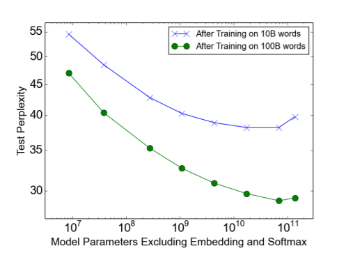 55
50
45
40
35
30
Test Perplexity
After Training on 10B words
After Training on 100B words
10^7 10^8 10^9 10^10 10^11
Model Parameters Excluding Embedding and Softmax